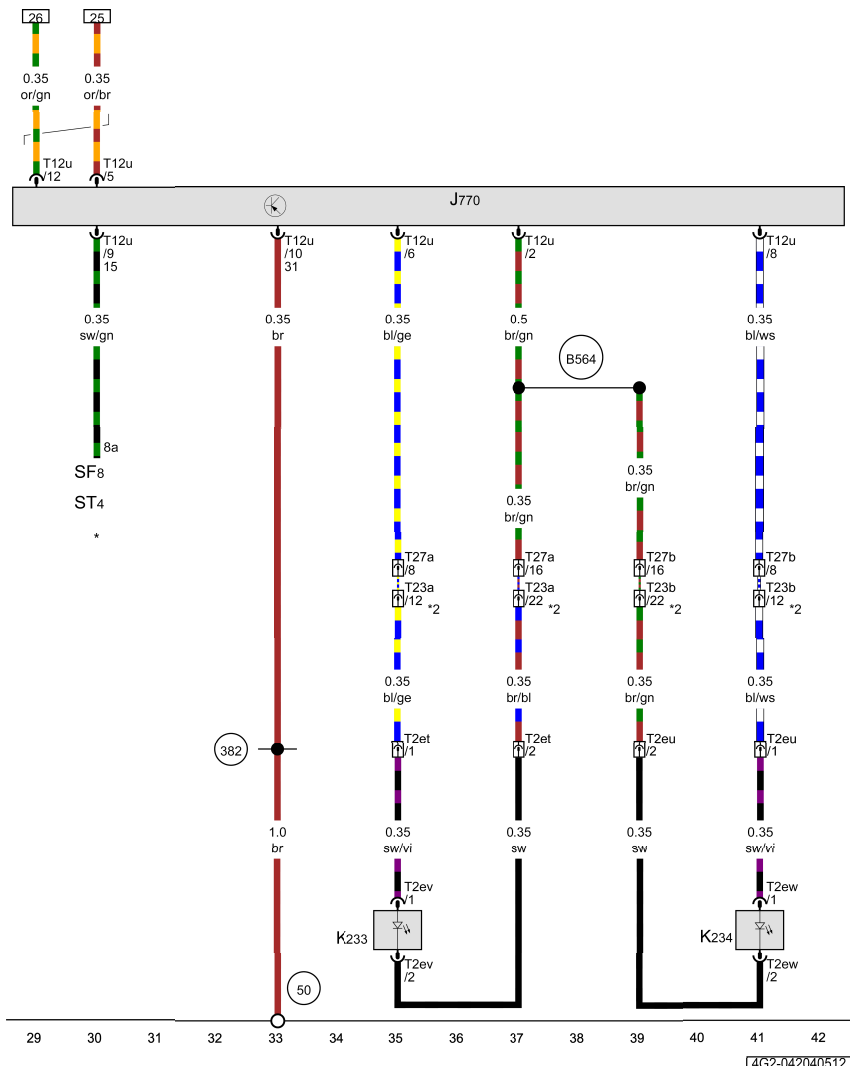 26 25
0.35 0.35
or/gn or/br
T12u T12u
/12 /5
J770
T12u T12u T12u T12u T12u
/9 /10 /6 /2 /8
15 31
0.35 0.35 0.35 0.5 0.35
sw/gn br bl/ge br/gn bl/ws
B564
8a
SF8
0.35
br/gn
ST4
0.35
br/gn
*
T27a T27a T27b T27b
/8 /16 /16 /8
T23a T23a T23b T23b
/12 /22 /22 /12
*2 *2 *2 *2
0.35 0.35 0.35 0.35
bl/ge br/bl br/gn bl/ws
382
T2et T2et T2eu T2eu
/1 /2 /2 /1
1.0 0.35 0.35 0.35 0.35
br sw/vi sw sw sw/vi
T2ev T2ew
/1 /1
K233 K234
T2ev T2ew
/2 /2
50
29 30 31 32 33 34 35 36 37 38 39 40 41 42
4G2-042040512